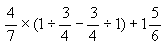 4/7 × (1 ÷ 3/4 − 3/4 ÷ 1) + 1 5/6